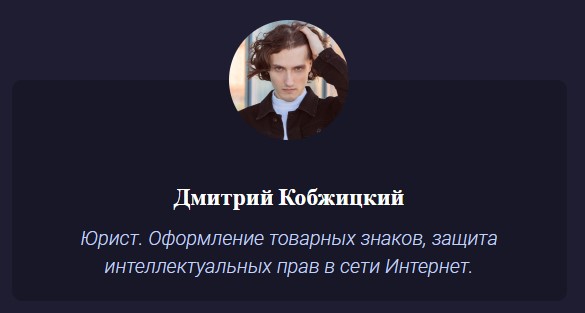 Дмитрий Кобжицкий
Юрист. Оформление товарных знаков, защита
интеллектуальных прав в сети Интернет.